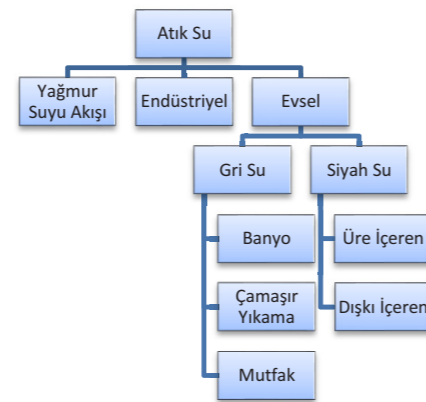 Atık Su
Yağmur
Suyu Akışı
Endüstriyel
Evsel
Gri Su
Siyah Su
Banyo
Üre İçeren
Çamaşır
Yıkama
Dışkı İçeren
Mutfak